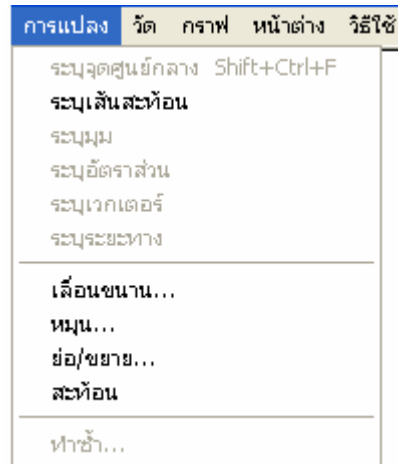 การแปลง วัด กราฟ หน้าต่าง วิธีใช้
ระบุจุดศูนย์กลาง Shift+Ctrl+F
ระบุเส้นสะท้อน
ระบุมุม
ระบุอัตราส่วน
ระบุเวกเตอร์
ระบุระยะทาง
เลื่อนขนาน...
หมุน...
ย่อ/ขยาย...
สะท้อน
ทำซ้ำ...